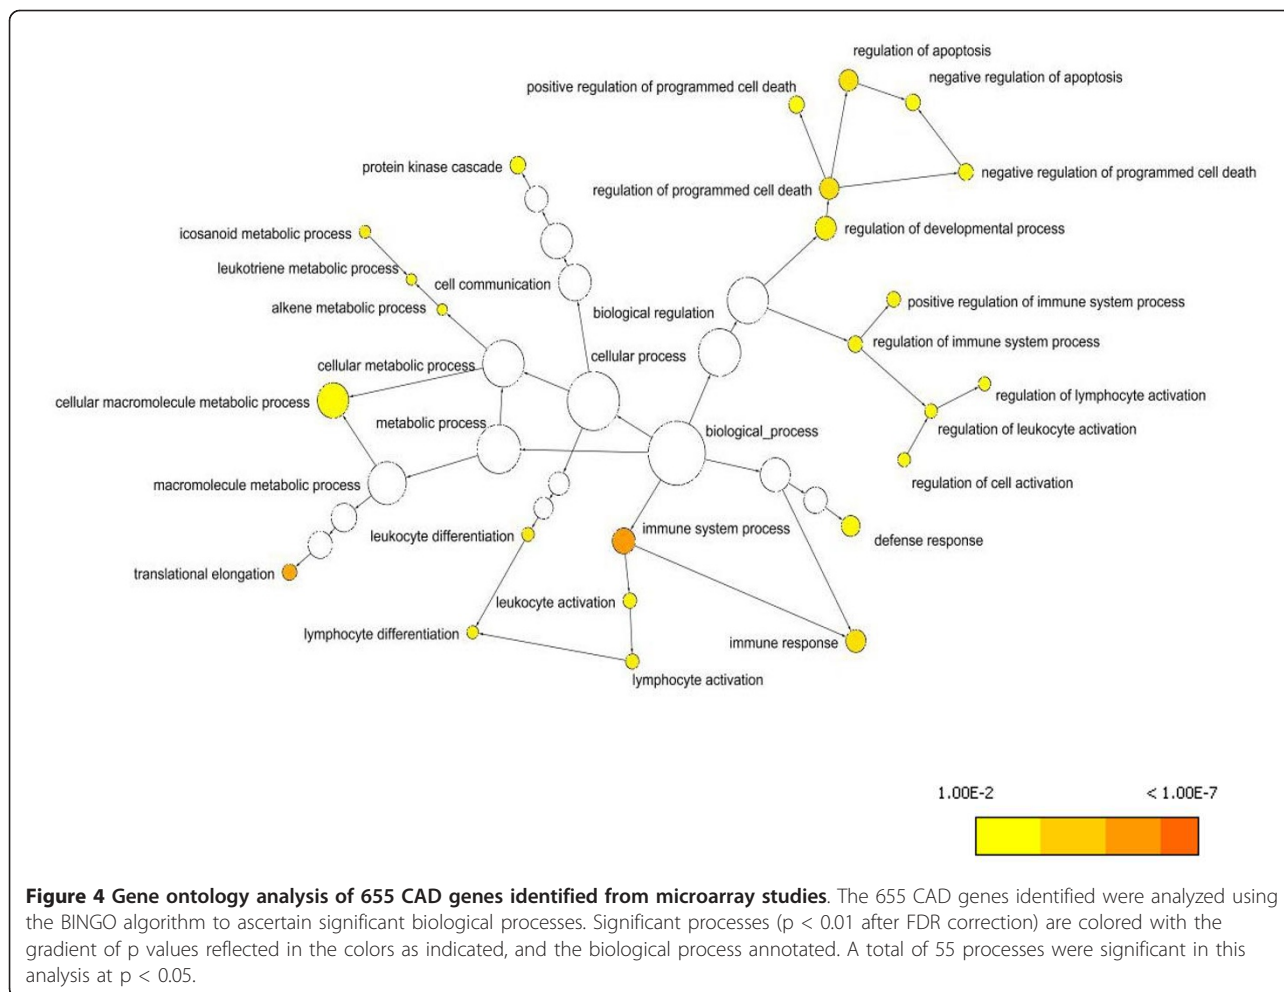 regulation of apoptosis
negative regulation of apoptosis
positive regulation of programmed cell death
protein kinase cascade
negative regulation of programmed cell death
regulation of programmed cell death
regulation of developmental process
icosanoid metabolic process
leukotriene metabolic process
cell communication
alkene metabolic process
biological regulation
positive regulation of immune system process
regulation of immune system process
cellular process
cellular metabolic process
cellular macromolecule metabolic process
regulation of lymphocyte activation
metabolic process
biological_process
regulation of leukocyte activation
macromolecule metabolic process
regulation of cell activation
immune system process
leukocyte differentiation
defense response
translational elongation
leukocyte activation
lymphocyte differentiation
immune response
lymphocyte activation
1.00E-2
< 1.00E-7
Figure 4 Gene ontology analysis of 655 CAD genes identified from microarray studies. The 655 CAD genes identified were analyzed using
the BINGO algorithm to ascertain significant biological processes. Significant processes (p < 0.01 after FDR correction) are colored with the
gradient of p values reflected in the colors as indicated, and the biological process annotated. A total of 55 processes were significant in this
analysis at p < 0.05.